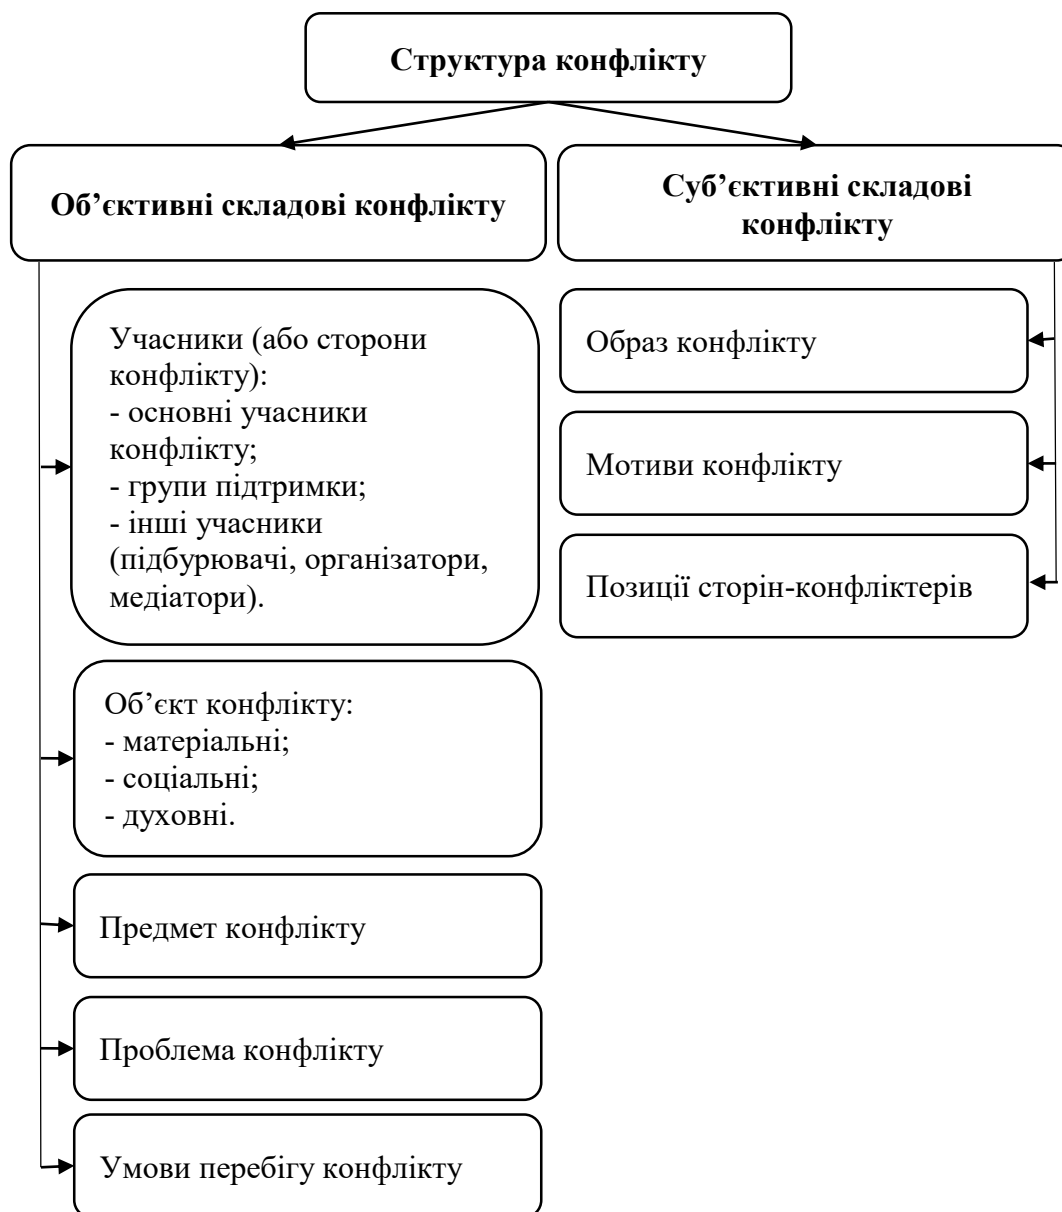 Структура конфлікту
Об’єктивні складові конфлікту
Суб’єктивні складові
конфлікту
Учасники (або сторони
конфлікту):
- основні учасники
конфлікту;
- групи підтримки;
- інші учасники
(підбурювачі, організатори,
медіатори).
Об’єкт конфлікту:
- матеріальні;
- соціальні;
- духовні.
Предмет конфлікту
Проблема конфлікту
Умови перебігу конфлікту
Образ конфлікту
Мотиви конфлікту
Позиції сторін-конфліктерів